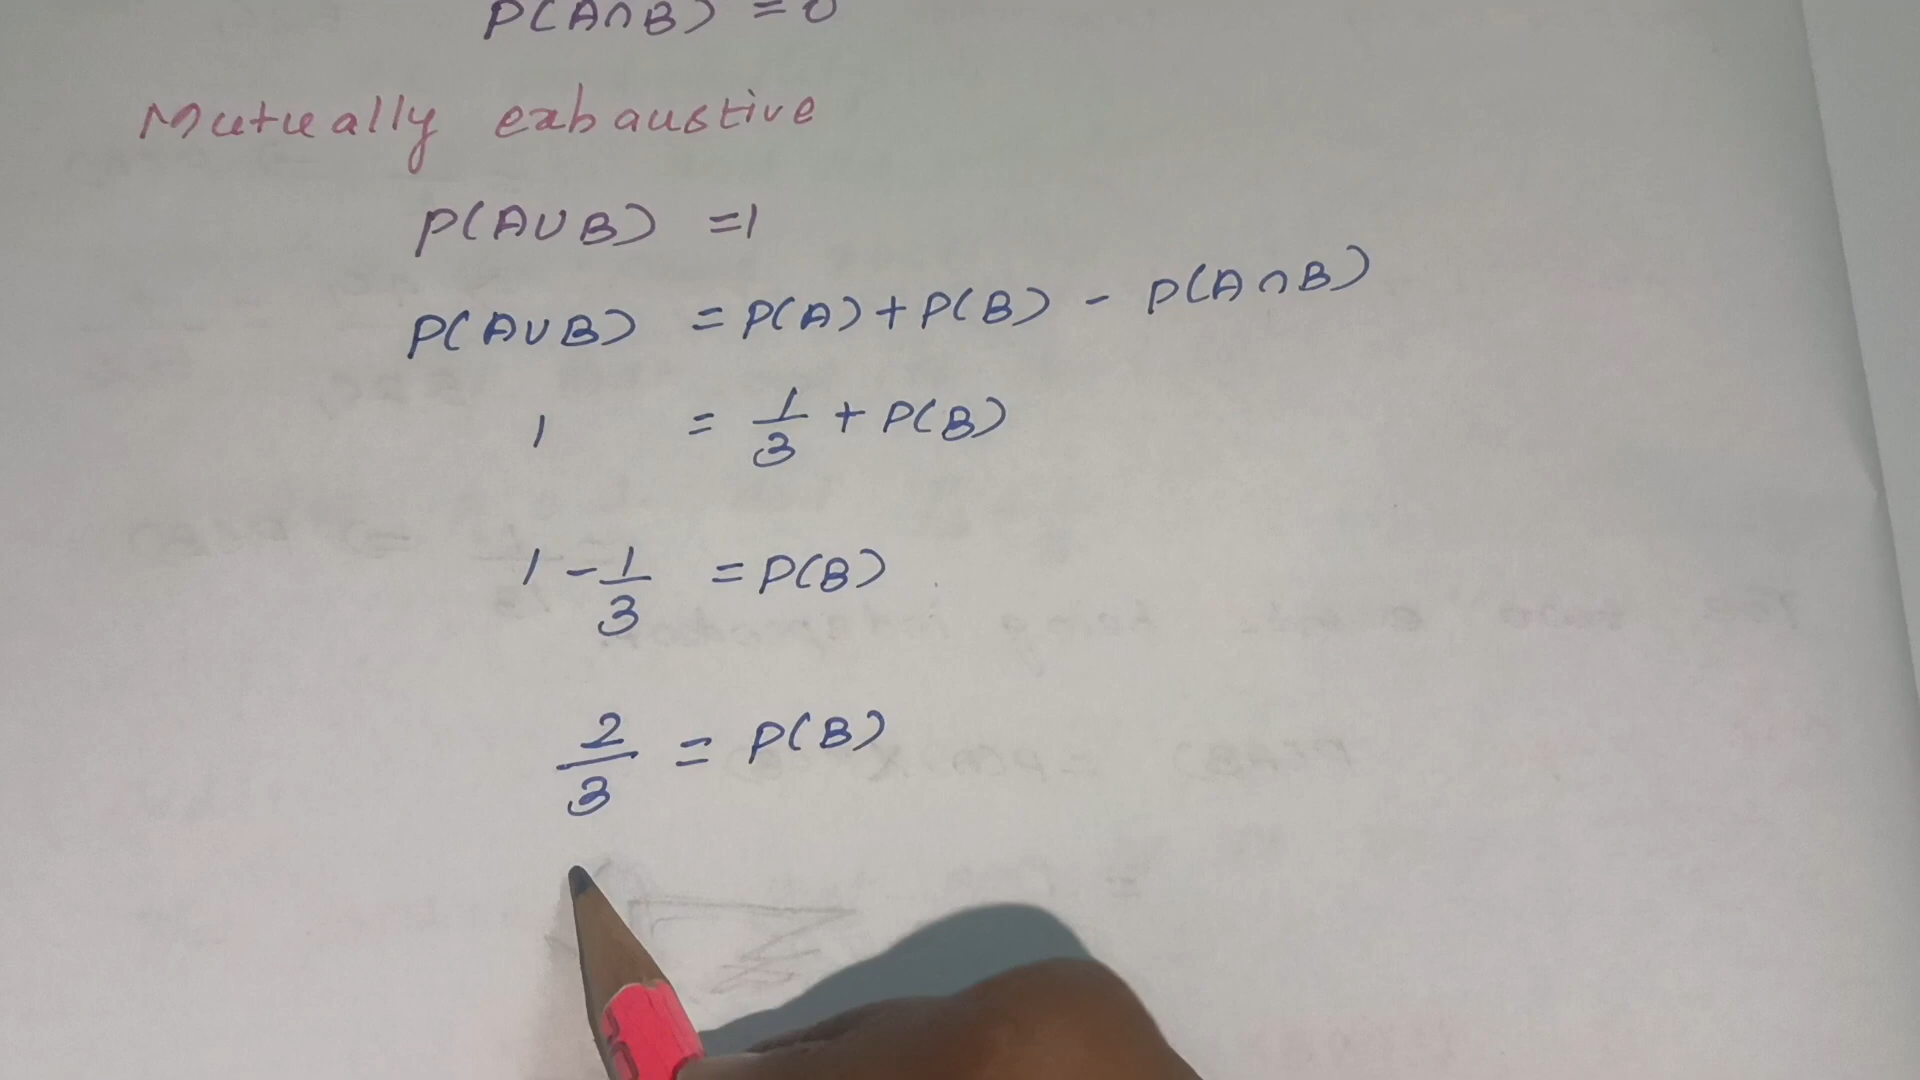 P(A∩B) = 0
Mutually exhaustive
P(A∪B) = 1
P(A∪B) = P(A) + P(B) - P(A∩B)
1 = 1/3 + P(B)
1 - 1/3 = P(B)
2/3 = P(B)